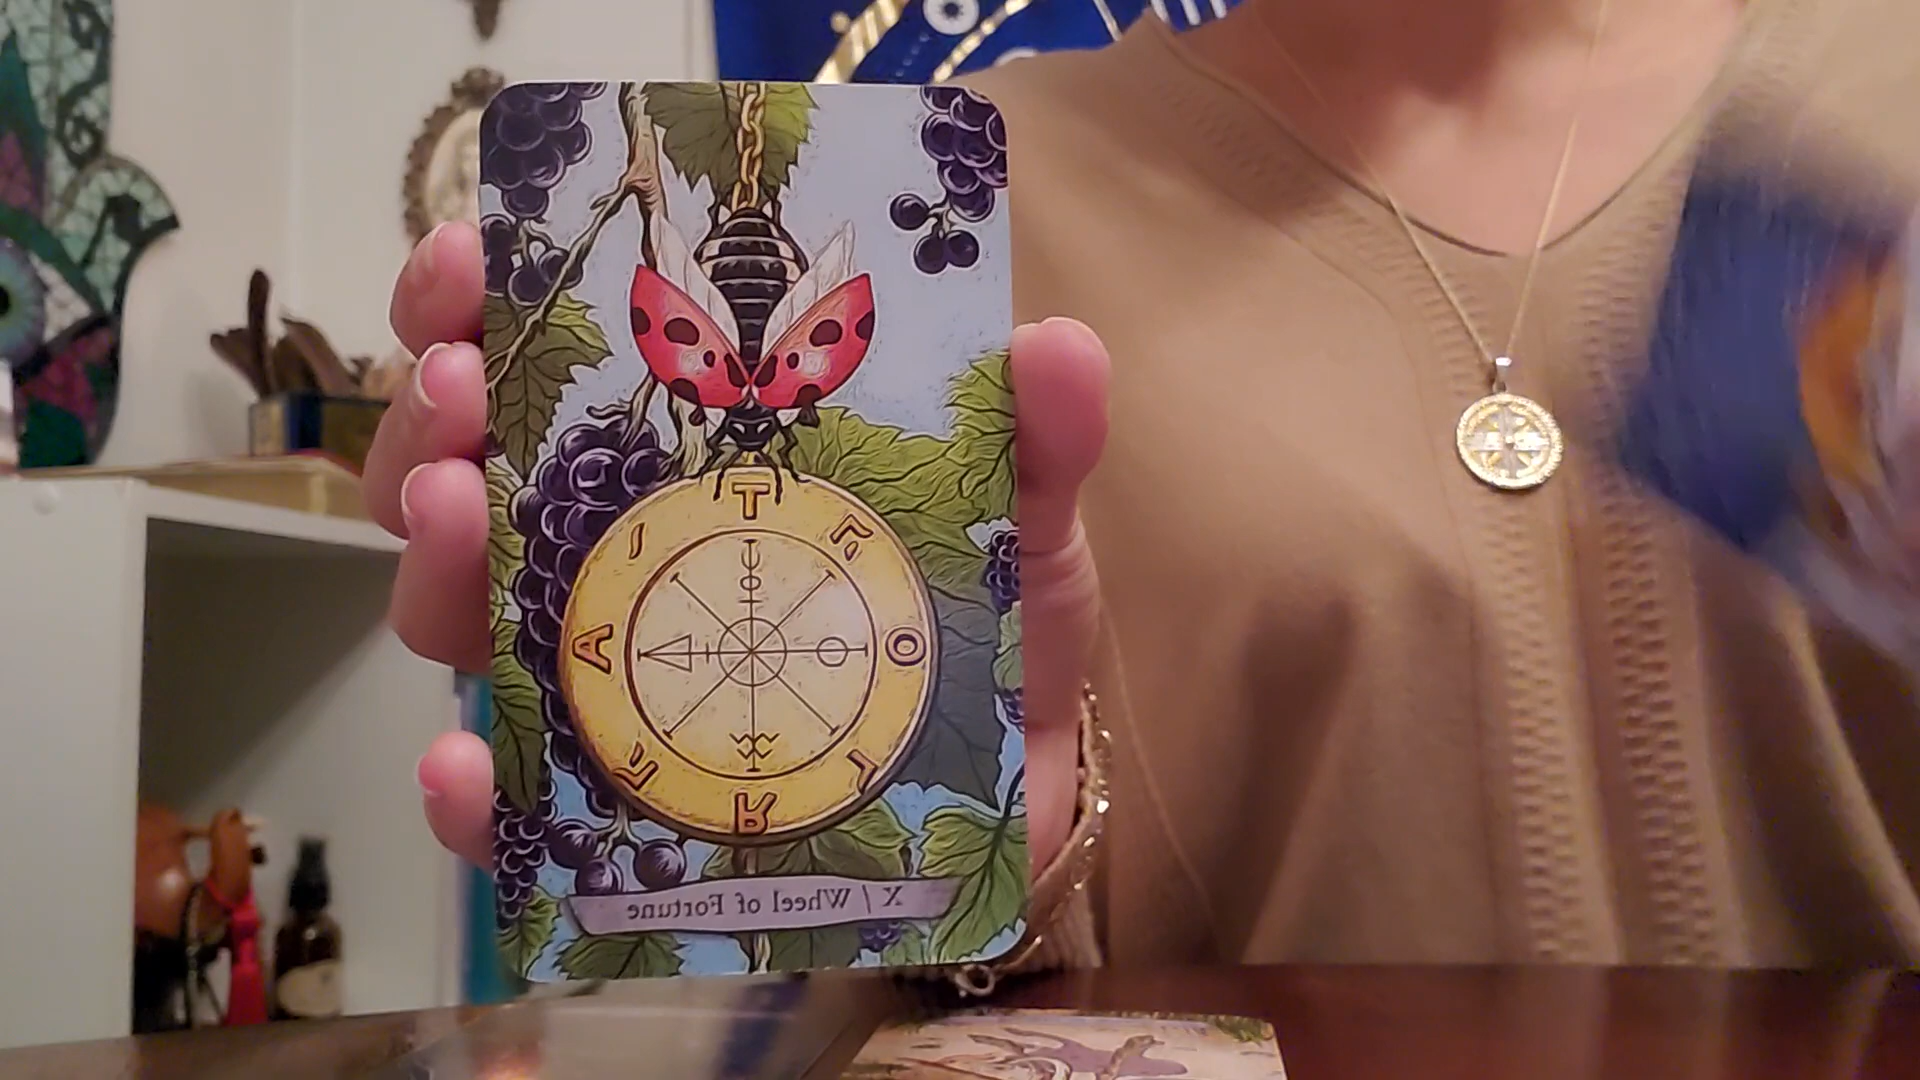 T
י ה
A O
ה ו
R
X / Wheel of Fortune